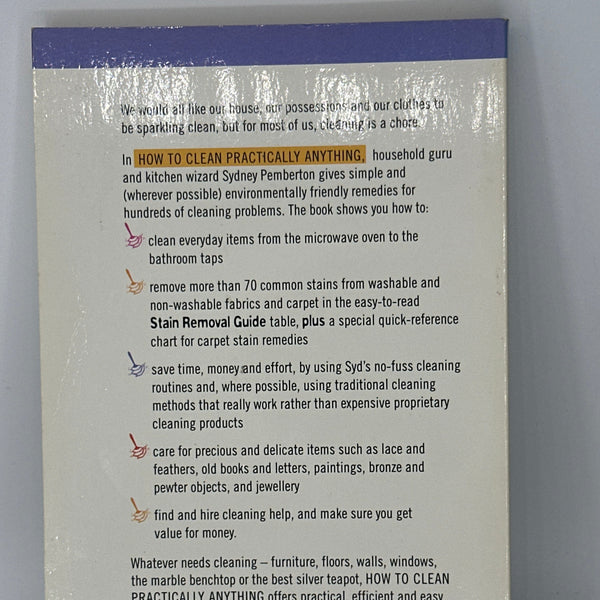 We would all like our house, our possessions and our clothes to
be sparkling clean, but for most of us, cleaning is a chore.
In HOW TO CLEAN PRACTICALLY ANYTHING, household guru
and kitchen wizard Sydney Pemberton gives simple and
(wherever possible) environmentally friendly remedies for
hundreds of cleaning problems. The book shows you how to:
clean everyday items from the microwave oven to the
bathroom taps
remove more than 70 common stains from washable and
non-washable fabrics and carpet in the easy-to-read
Stain Removal Guide table, plus a special quick-reference
chart for carpet stain remedies
save time, money and effort, by using Syd's no-fuss cleaning
routines and, where possible, using traditional cleaning
methods that really work rather than expensive proprietary
cleaning products
care for precious and delicate items such as lace and
feathers, old books and letters, paintings, bronze and
pewter objects, and jewellery
find and hire cleaning help, and make sure you get
value for money.
Whatever needs cleaning – furniture, floors, walls, windows,
the marble benchtop or the best silver teapot, HOW TO CLEAN
PRACTICALLY ANYTHING offers practical, efficient and easy